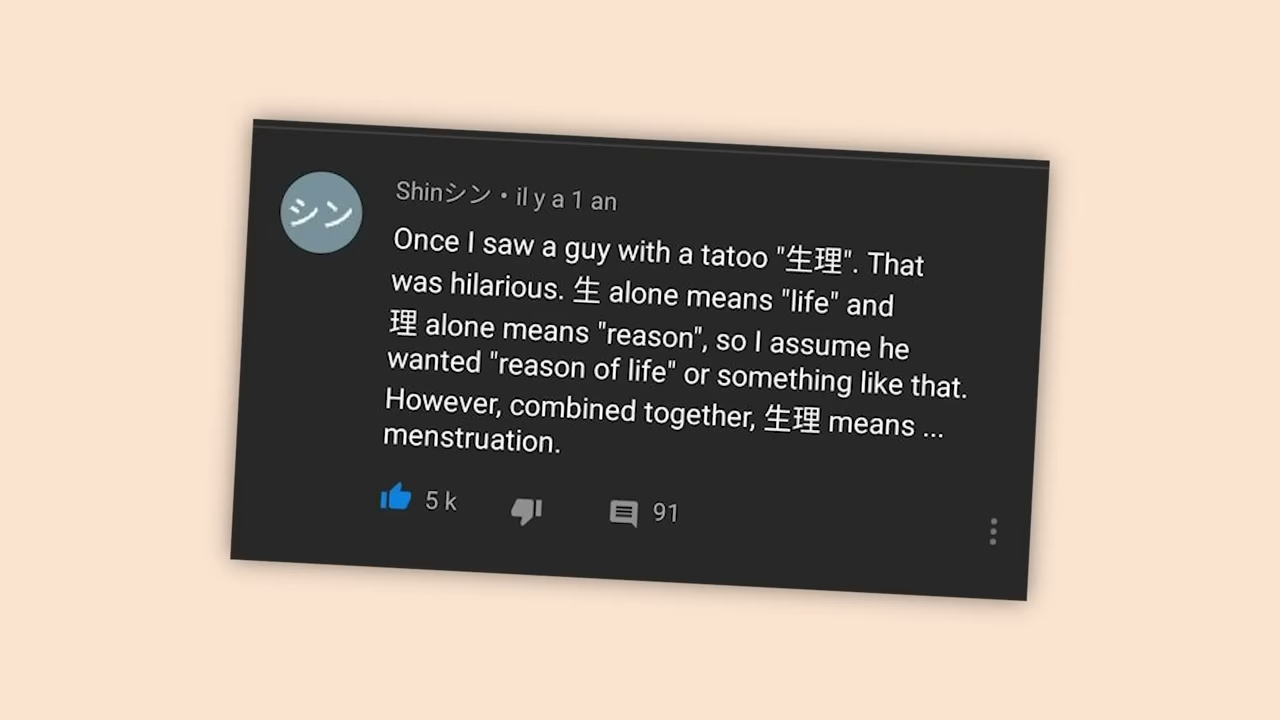 シン
Shinシン • il y a 1 an
Once I saw a guy with a tatoo "生理". That
was hilarious. 生 alone means "life" and
理 alone means "reason", so I assume he
wanted "reason of life" or something like that.
However, combined together, 生理 means ...
menstruation.
5 k 91